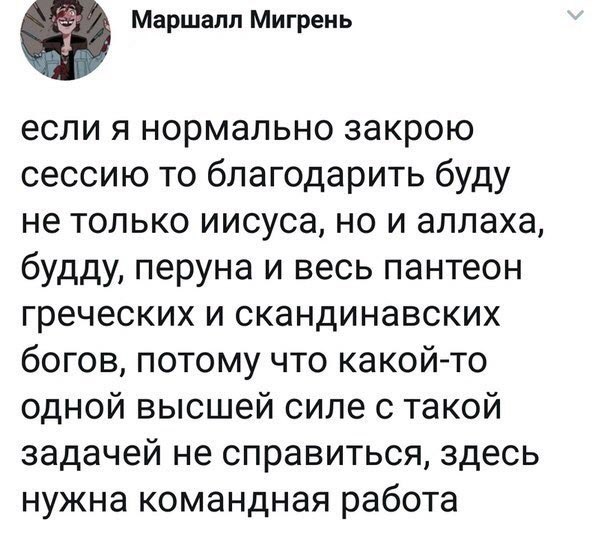 Маршалл Мигрень
если я нормально закрою
сессию то благодарить буду
не только иисуса, но и аллаха,
будду, перуна и весь пантеон
греческих и скандинавских
богов, потому что какой-то
одной высшей силе с такой
задачей не справиться, здесь
нужна командная работа